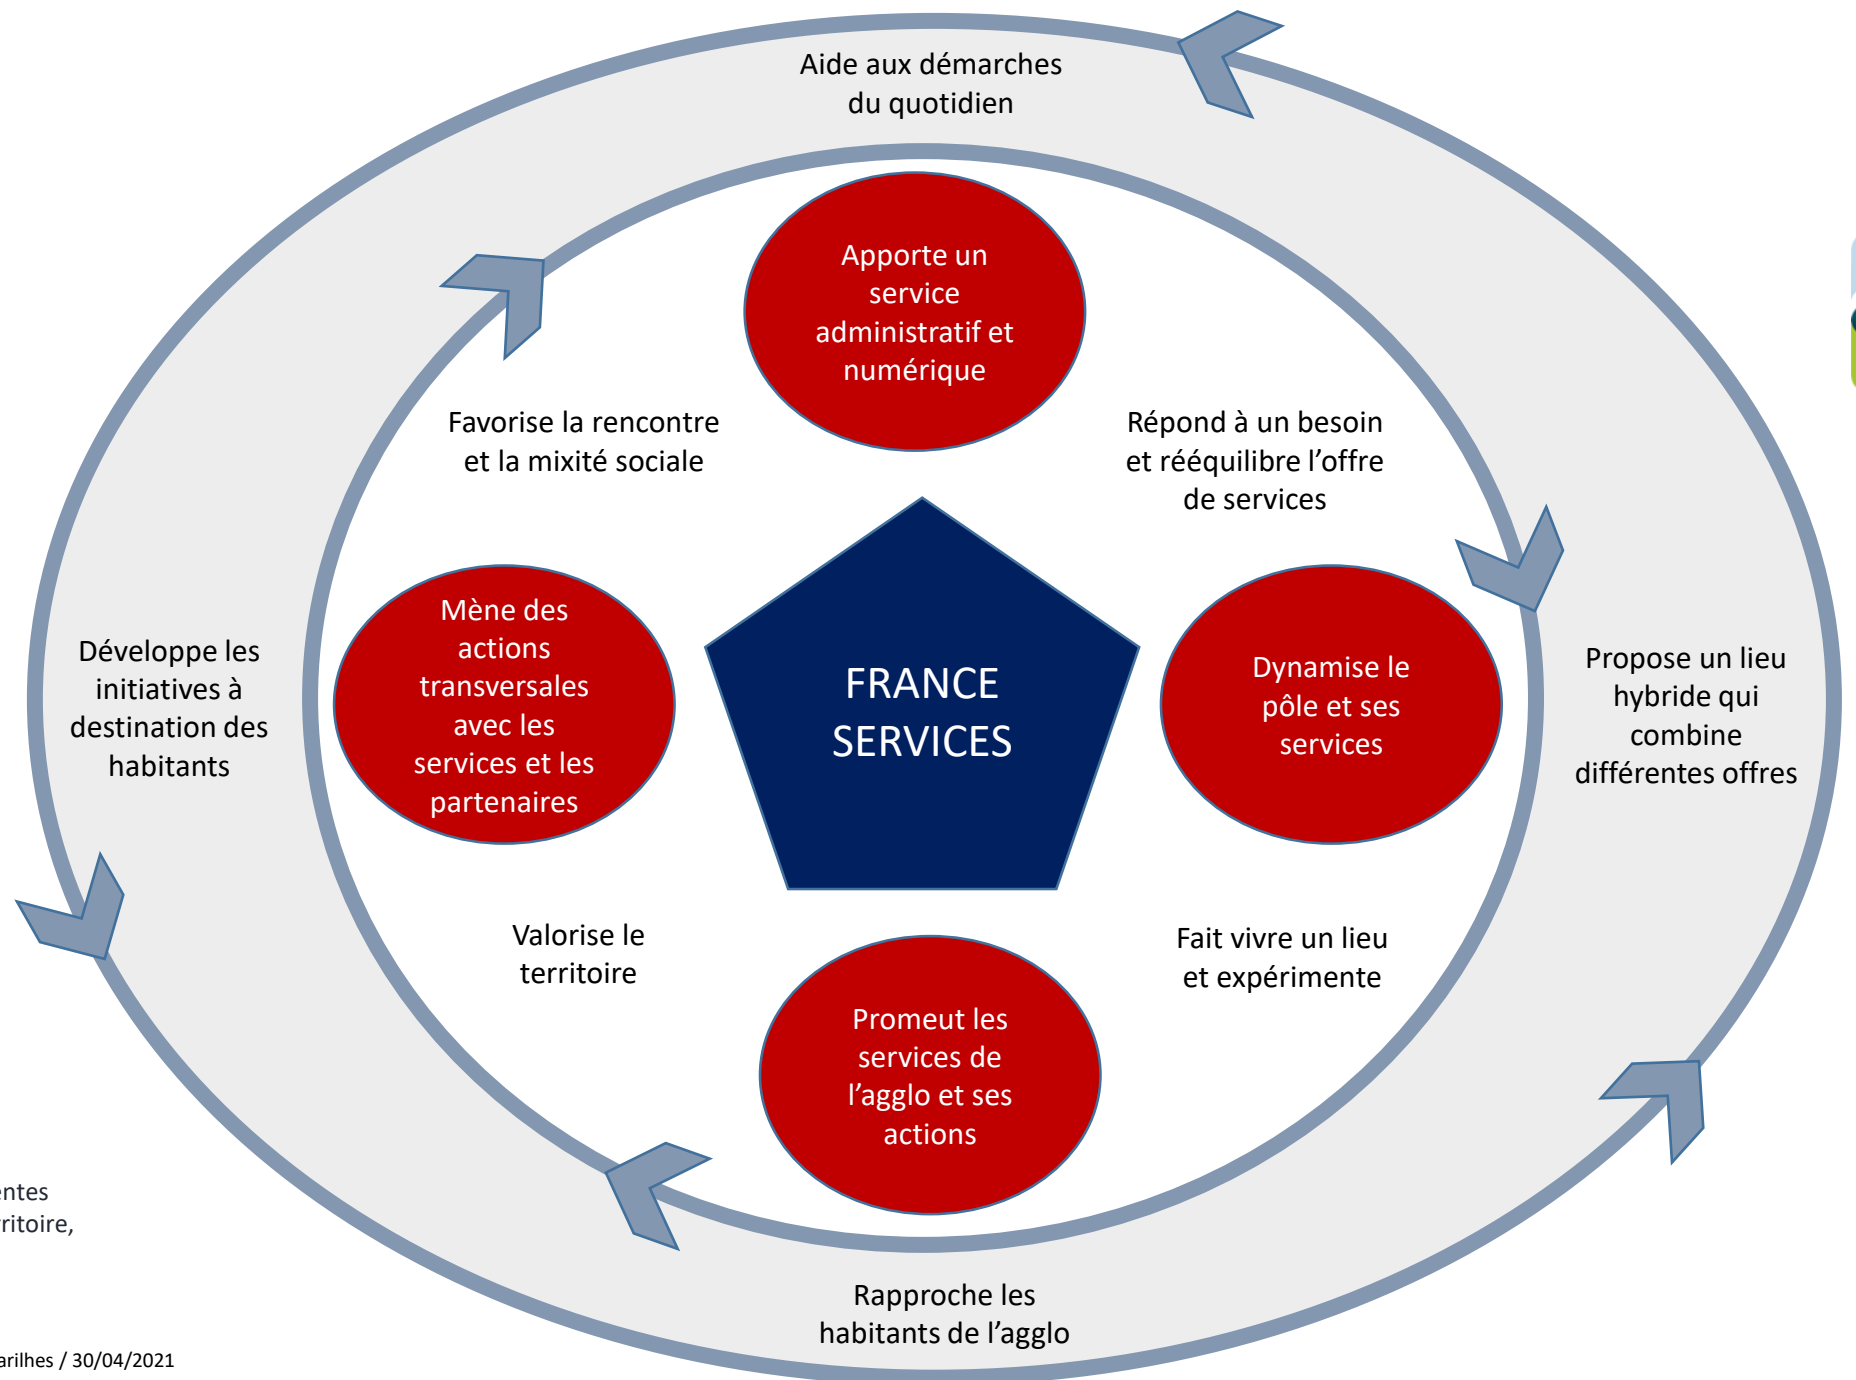 Aide aux démarches
du quotidien
Apporte un
service
administratif et
numérique
Favorise la rencontre
et la mixité sociale
Répond à un besoin
et rééquilibre l’offre
de services
Développe les
initiatives à
destination des
habitants
Mène des
actions
transversales
avec les
services et les
partenaires
FRANCE
SERVICES
Dynamise le
pôle et ses
services
Propose un lieu
hybride qui
combine
différentes offres
Valorise le
territoire
Fait vivre un lieu
et expérimente
Promeut les
services de
l’agglo et ses
actions
entes
ritoire,
Rapproche les
habitants de l’agglo
arilhes / 30/04/2021